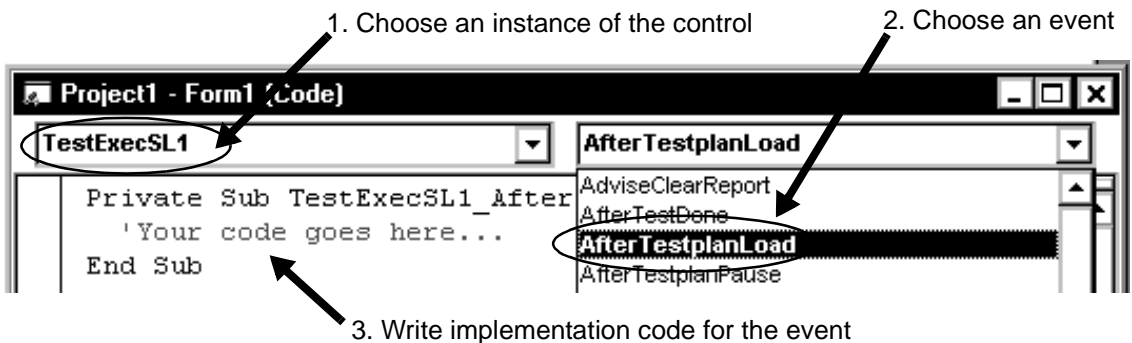 1. Choose an instance of the control
2. Choose an event
Project1 - Form1 (Code)
TestExecSL1
AfterTestplanLoad
Private Sub TestExecSL1_After
'Your code goes here...
End Sub
AdviseClearReport
AfterTestDone
AfterTestplanLoad
AfterTestplanPause
3. Write implementation code for the event